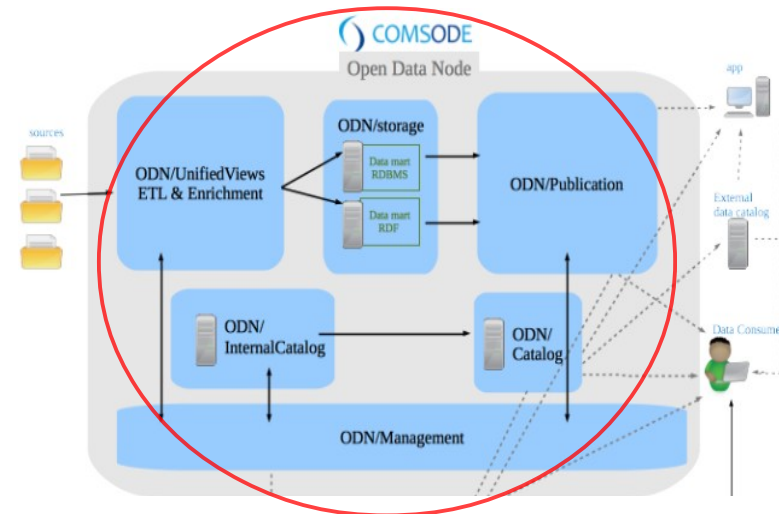 COMSODE
Open Data Node
app
sources
ODN/storage
ODN/UnifiedViews
ETL & Enrichment
Data mart
RDBMS
ODN/Publication
Data mart
RDF
External
data catalog
ODN/
InternalCatalog
ODN/
Catalog
Data Consume
ODN/Management